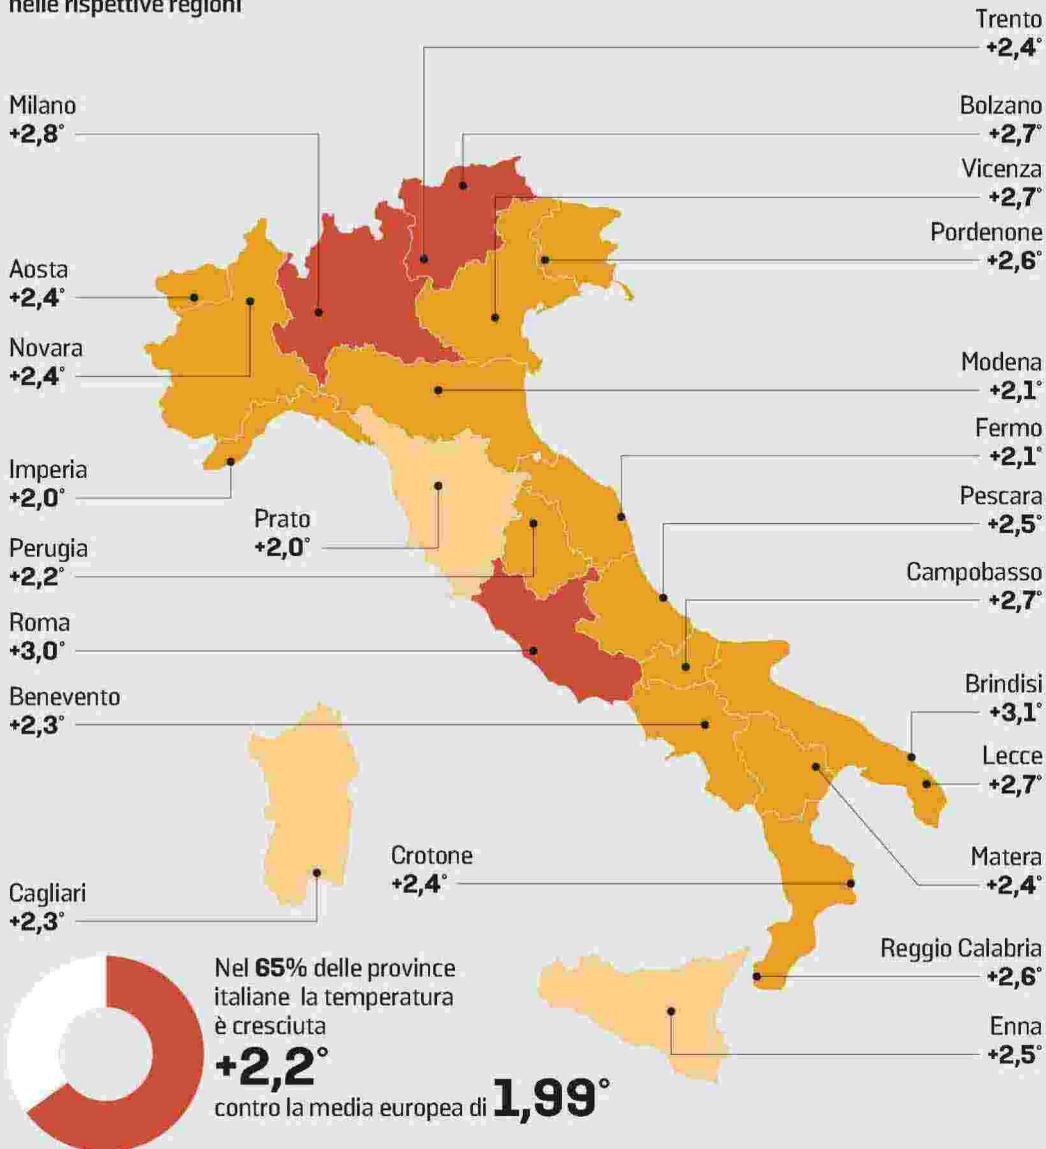 nelle rispettive regioni
Trento
+2,4°
Milano
+2,8°
Bolzano
+2,7°
Vicenza
+2,7°
Pordenone
+2,6°
Aosta
+2,4°
Novara
+2,4°
Modena
+2,1°
Fermo
+2,1°
Imperia
+2,0°
Pescara
+2,5°
Prato
+2,0°
Perugia
+2,2°
Campobasso
+2,7°
Roma
+3,0°
Benevento
+2,3°
Brindisi
+3,1°
Lecce
+2,7°
Crotone
+2,4°
Matera
+2,4°
Cagliari
+2,3°
Reggio Calabria
+2,6°
Enna
+2,5°
Nel 65% delle province
italiane la temperatura
è cresciuta
+2,2°
contro la media europea di 1,99°